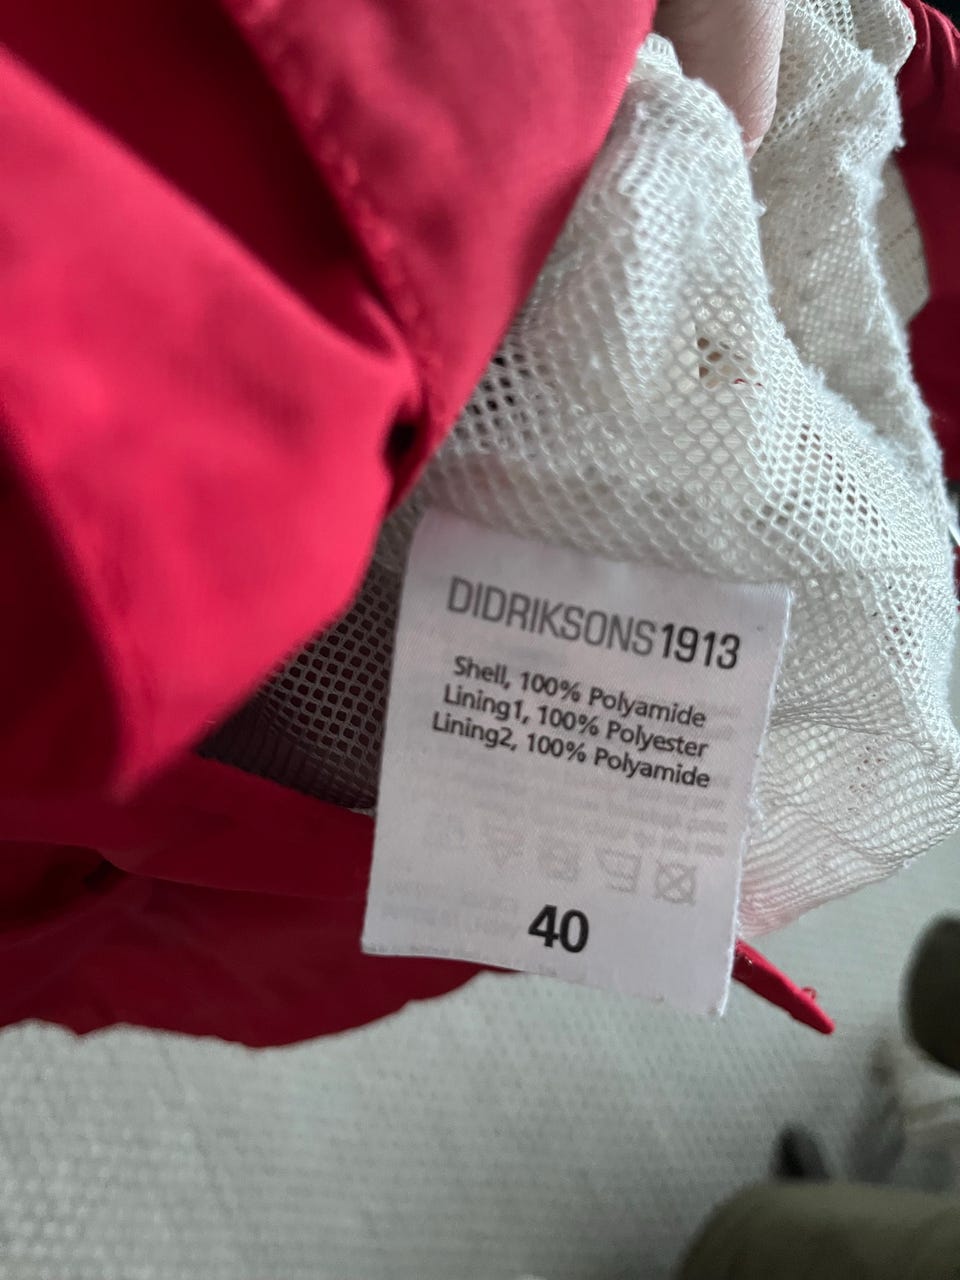 DIDRIKSONS1913
Shell, 100% Polyamide
Lining1, 100% Polyester
Lining2, 100% Polyamide
40